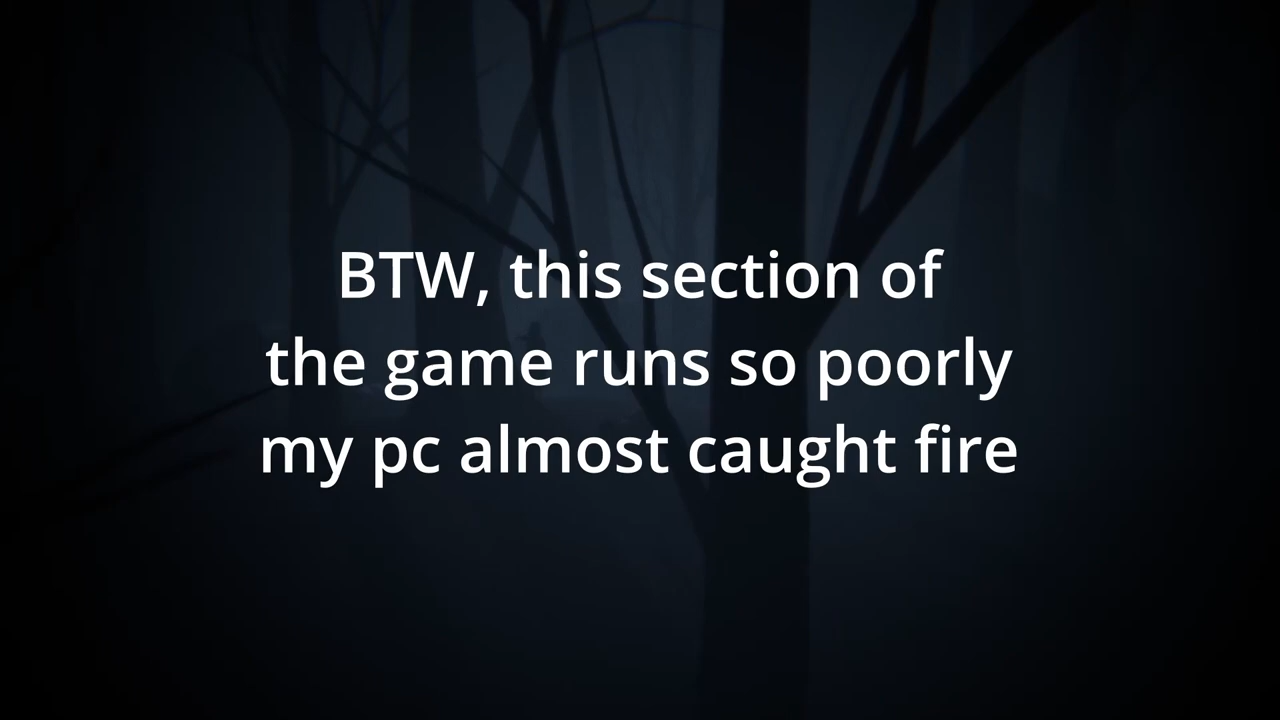 BTW, this section of
the game runs so poorly
my pc almost caught fire